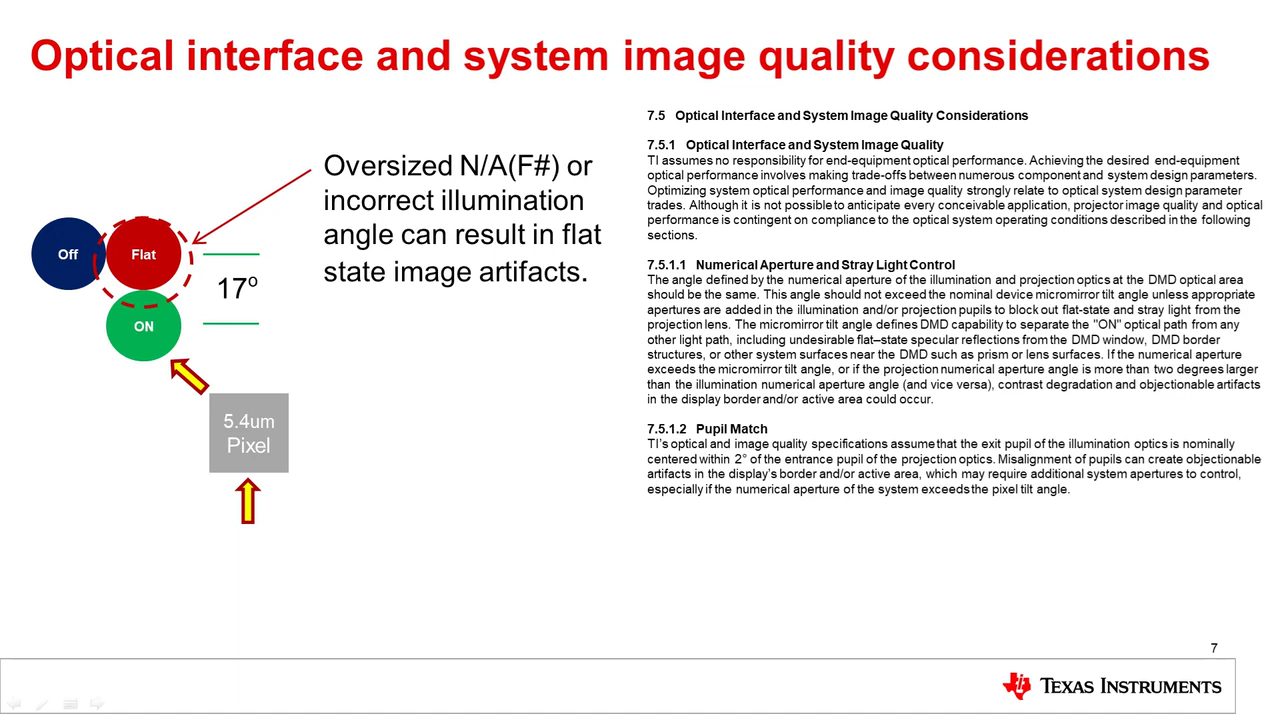 Optical interface and system image quality considerations
Oversized N/A(F#) or
incorrect illumination
angle can result in flat
state image artifacts.
Off
Flat
17º
ON
5.4um
Pixel
7.5 Optical Interface and System Image Quality Considerations
7.5.1 Optical Interface and System Image Quality
TI assumes no responsibility for end-equipment optical performance. Achieving the desired end-equipment
optical performance involves making trade-offs between numerous component and system design parameters.
Optimizing system optical performance and image quality strongly relate to optical system design parameter
trades. Although it is not possible to anticipate every conceivable application, projector image quality and optical
performance is contingent on compliance to the optical system operating conditions described in the following
sections.
7.5.1.1 Numerical Aperture and Stray Light Control
The angle defined by the numerical aperture of the illumination and projection optics at the DMD optical area
should be the same. This angle should not exceed the nominal device micromirror tilt angle unless appropriate
apertures are added in the illumination and/or projection pupils to block out flat-state and stray light from the
projection lens. The micromirror tilt angle defines DMD capability to separate the "ON" optical path from any
other light path, including undesirable flat–state specular reflections from the DMD window, DMD border
structures, or other system surfaces near the DMD such as prism or lens surfaces. If the numerical aperture
exceeds the micromirror tilt angle, or if the projection numerical aperture angle is more than two degrees larger
than the illumination numerical aperture angle (and vice versa), contrast degradation and objectionable artifacts
in the display border and/or active area could occur.
7.5.1.2 Pupil Match
TI's optical and image quality specifications assume that the exit pupil of the illumination optics is nominally
centered within 2° of the entrance pupil of the projection optics. Misalignment of pupils can create objectionable
artifacts in the display's border and/or active area, which may require additional system apertures to control,
especially if the numerical aperture of the system exceeds the pixel tilt angle.
7
TEXAS INSTRUMENTS